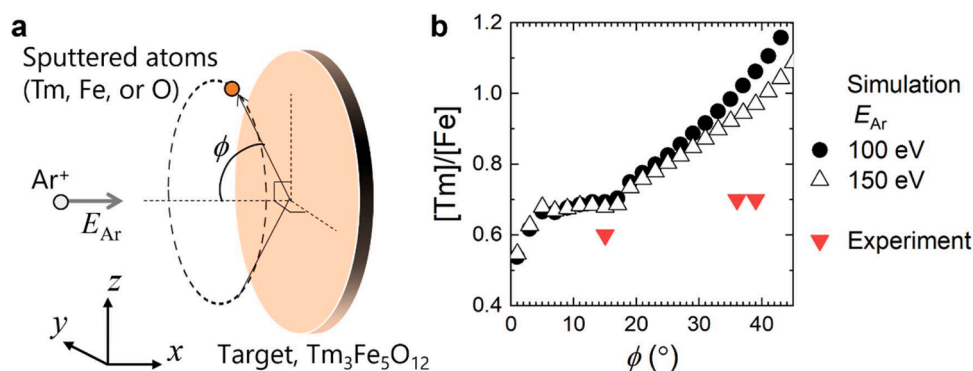 a
Sputtered atoms
(Tm, Fe, or O)
ϕ
Ar⁺
E_Ar
z
y
x
Target, Tm₃Fe₅O₁₂
b
[Tm]/[Fe]
1.2
1.0
0.8
0.6
0.4
0
10
20
30
40
ϕ (°)
Simulation
E_Ar
100 eV
150 eV
Experiment